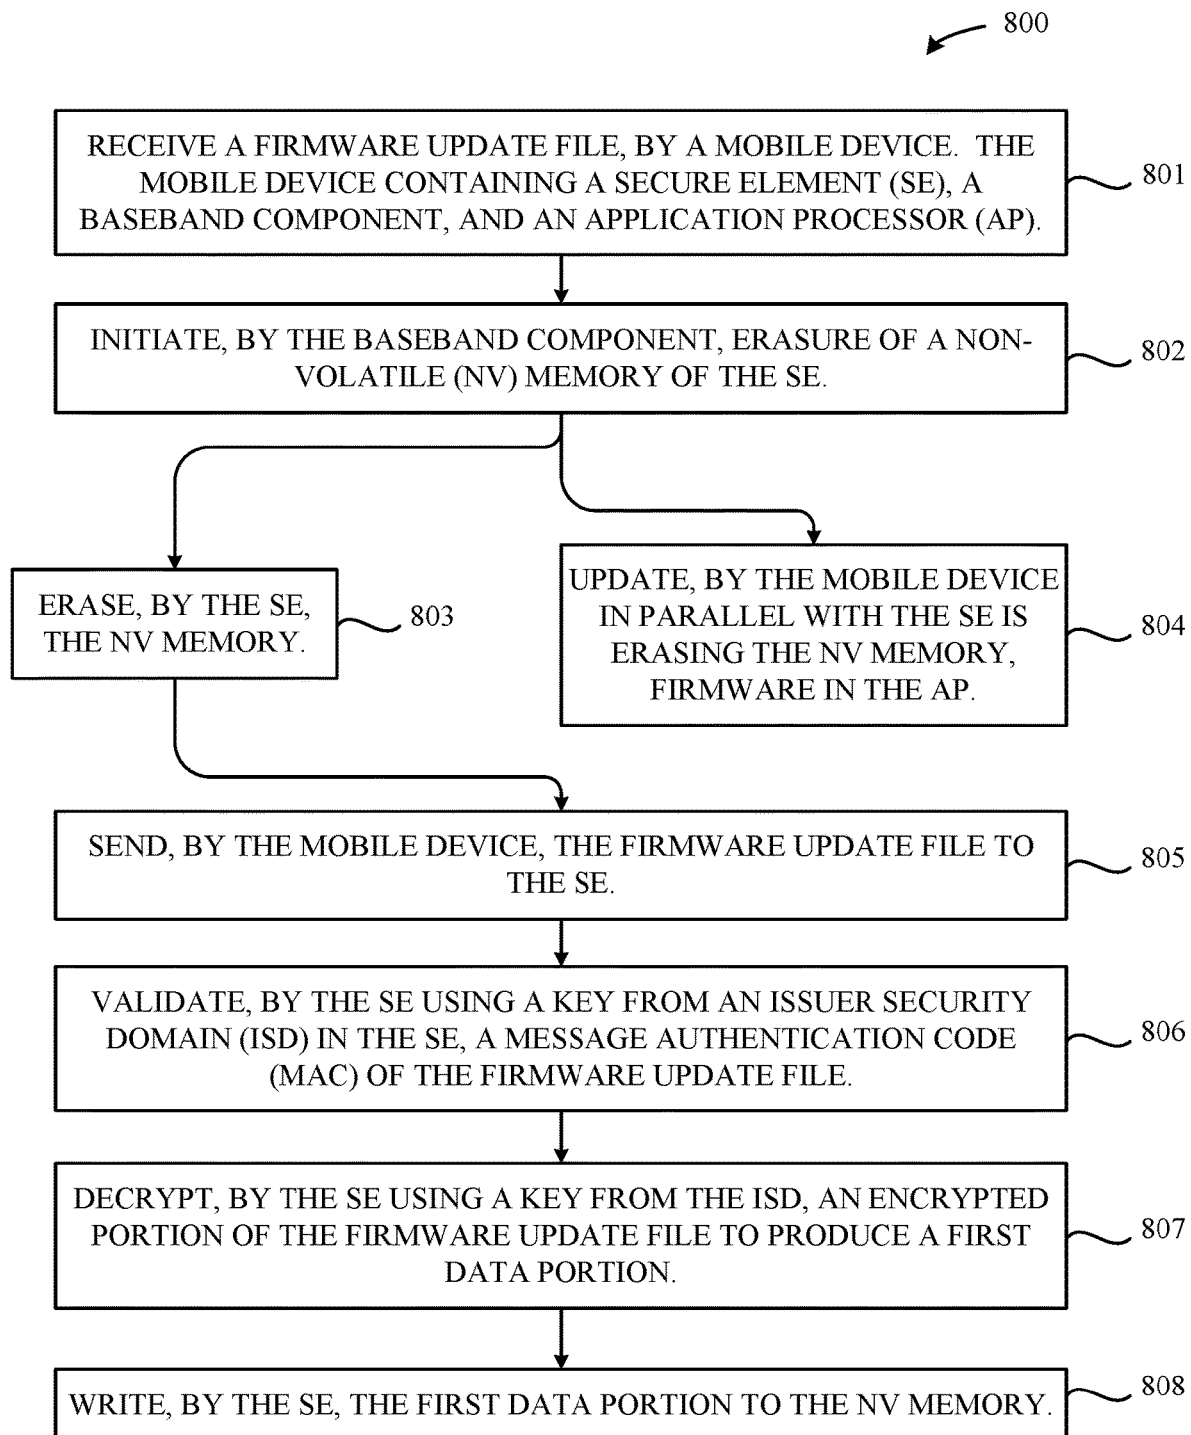 800
RECEIVE A FIRMWARE UPDATE FILE, BY A MOBILE DEVICE. THE
MOBILE DEVICE CONTAINING A SECURE ELEMENT (SE), A
BASEBAND COMPONENT, AND AN APPLICATION PROCESSOR (AP).
801
INITIATE, BY THE BASEBAND COMPONENT, ERASURE OF A NON-
VOLATILE (NV) MEMORY OF THE SE.
802
ERASE, BY THE SE,
THE NV MEMORY.
803
UPDATE, BY THE MOBILE DEVICE
IN PARALLEL WITH THE SE IS
ERASING THE NV MEMORY,
FIRMWARE IN THE AP.
804
SEND, BY THE MOBILE DEVICE, THE FIRMWARE UPDATE FILE TO
THE SE.
805
VALIDATE, BY THE SE USING A KEY FROM AN ISSUER SECURITY
DOMAIN (ISD) IN THE SE, A MESSAGE AUTHENTICATION CODE
(MAC) OF THE FIRMWARE UPDATE FILE.
806
DECRYPT, BY THE SE USING A KEY FROM THE ISD, AN ENCRYPTED
PORTION OF THE FIRMWARE UPDATE FILE TO PRODUCE A FIRST
DATA PORTION.
807
WRITE, BY THE SE, THE FIRST DATA PORTION TO THE NV MEMORY.
808